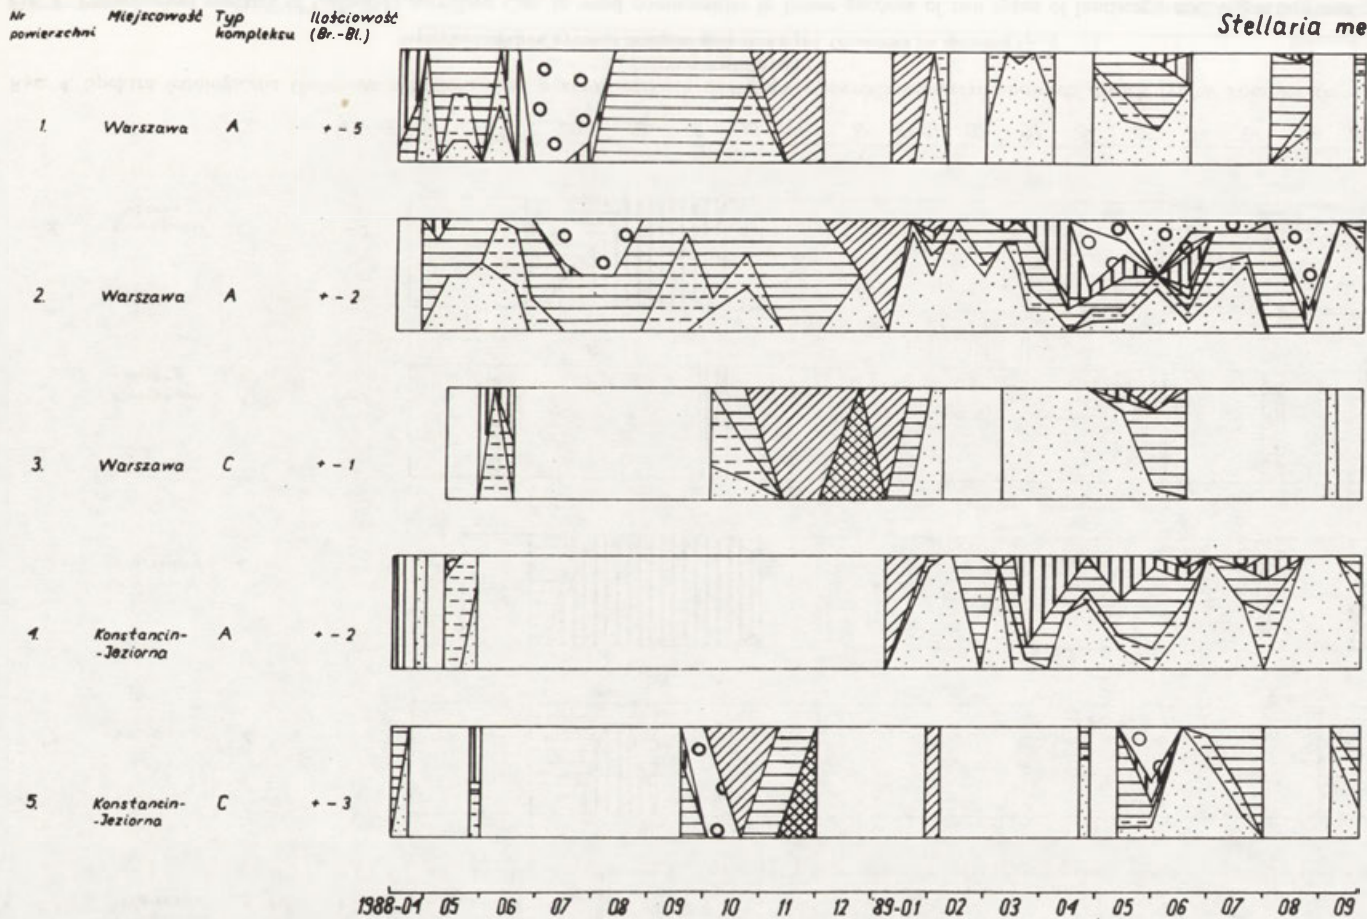 Nr powierzchni Miejscowość Typ kompleksu Ilościowość (Br.-Bl.)
Stellaria me
1. Warszawa A + - 5
2. Warszawa A + - 2
3. Warszawa C + - 1
4. Konstancin-
-Jeziorna A + - 2
5. Konstancin-
-Jeziorna C + - 3
1988-04 05 06 07 08 09 10 11 12 89-01 02 03 04 05 06 07 08 09